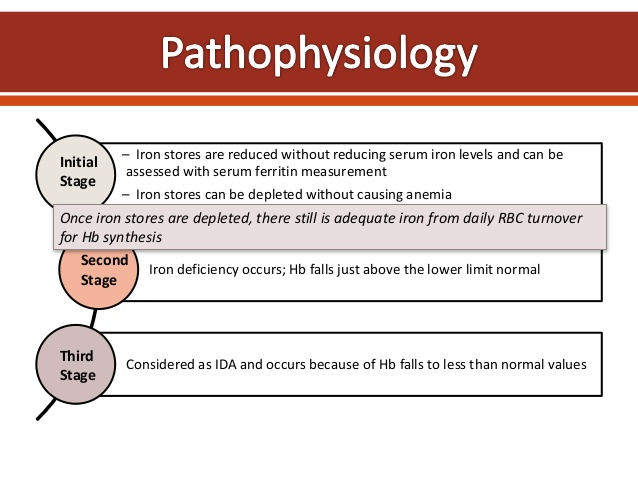 Pathophysiology
Initial
Stage
– Iron stores are reduced without reducing serum iron levels and can be
assessed with serum ferritin measurement
– Iron stores can be depleted without causing anemia
Once iron stores are depleted, there still is adequate iron from daily RBC turnover
for Hb synthesis
Second
Stage
Iron deficiency occurs; Hb falls just above the lower limit normal
Third
Stage
Considered as IDA and occurs because of Hb falls to less than normal values